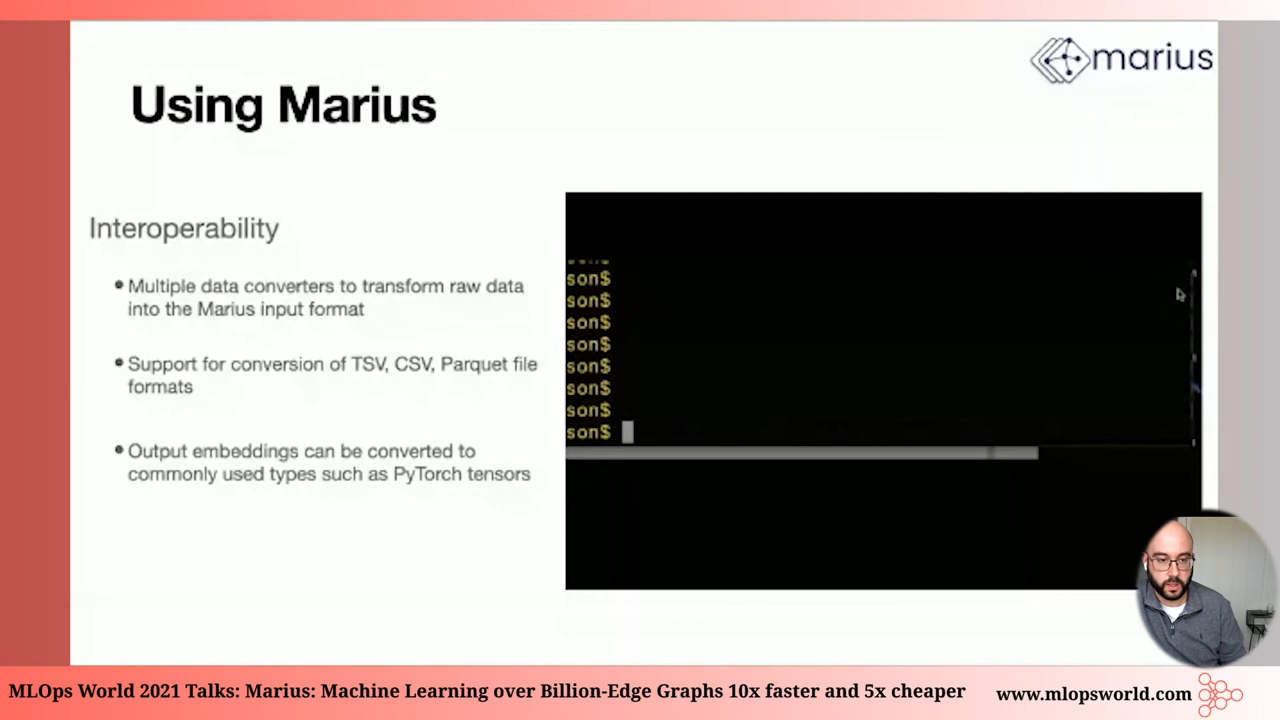 marius
Using Marius
Interoperability
• Multiple data converters to transform raw data
into the Marius input format
• Support for conversion of TSV, CSV, Parquet file
formats
• Output embeddings can be converted to
commonly used types such as PyTorch tensors
son$
son$
son$
son$
son$
son$
son$
son$
MLOps World 2021 Talks: Marius: Machine Learning over Billion-Edge Graphs 10x faster and 5x cheaper
www.mlopsworld.com